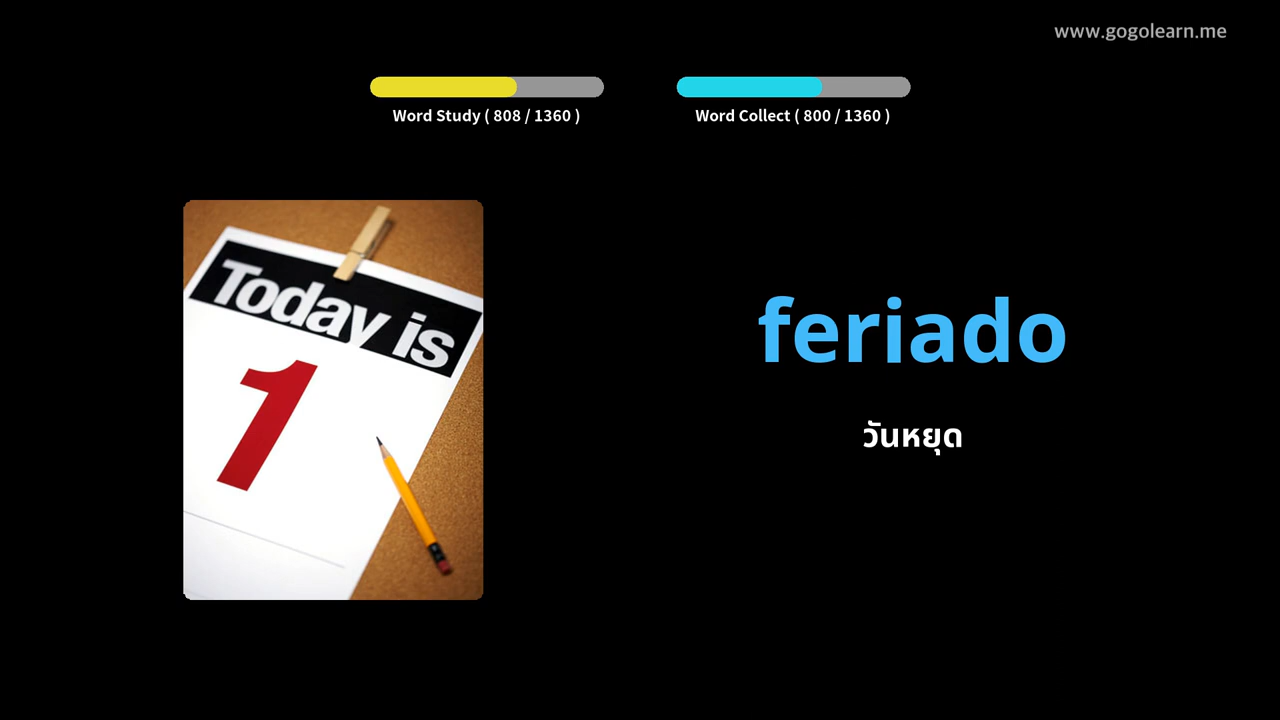 www.gogolearn.me
Word Study ( 808 / 1360 )
Word Collect ( 800 / 1360 )
Today is
1
feriado
วันหยุด